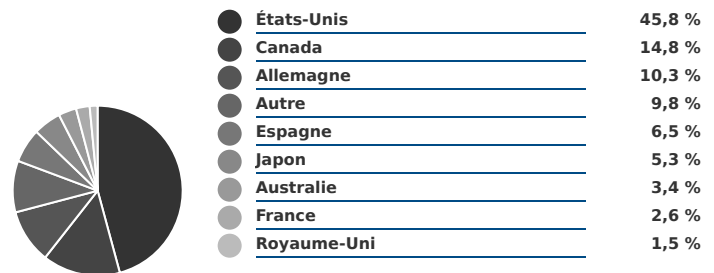 États-Unis 45,8 %
Canada 14,8 %
Allemagne 10,3 %
Autre 9,8 %
Espagne 6,5 %
Japon 5,3 %
Australie 3,4 %
France 2,6 %
Royaume-Uni 1,5 %